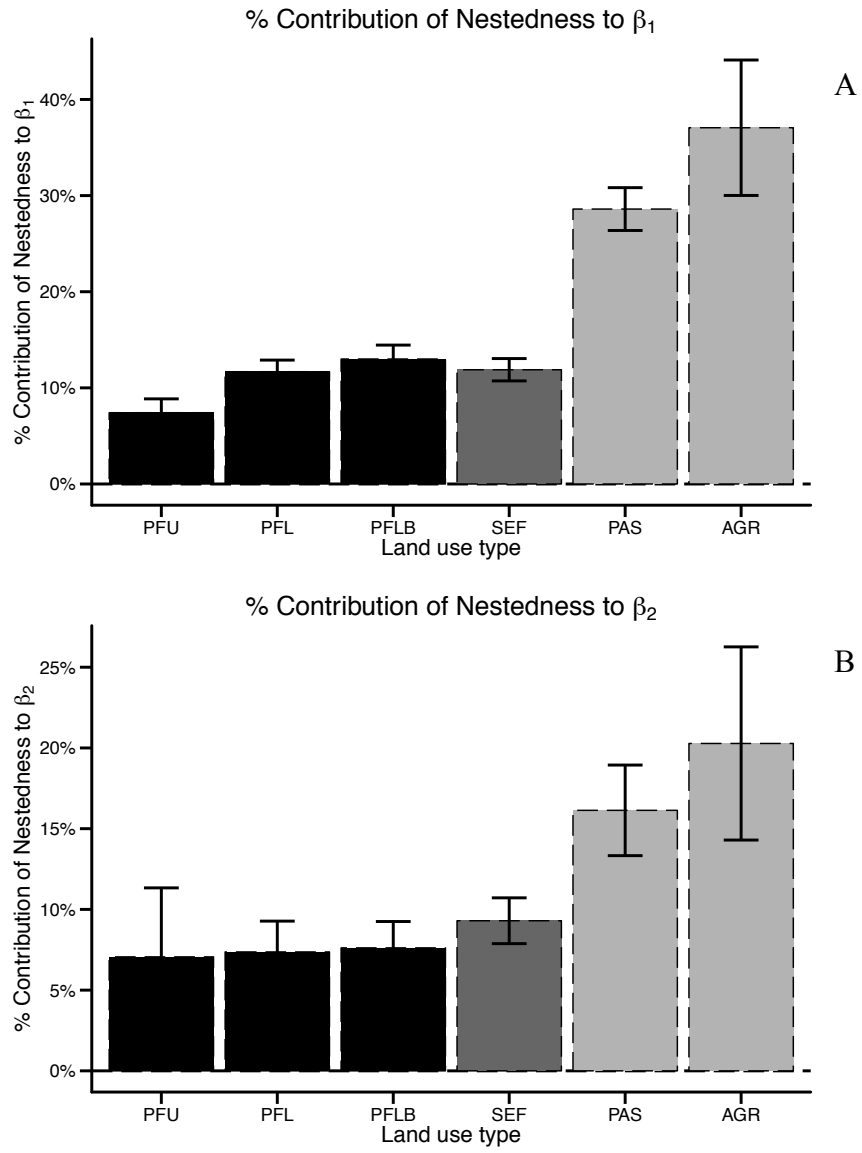 % Contribution of Nestedness to β₁
A
% Contribution of Nestedness to β₁
40%
30%
20%
10%
0%
PFU PFL PFLB SEF PAS AGR
Land use type
% Contribution of Nestedness to β₂
B
% Contribution of Nestedness to β₂
25%
20%
15%
10%
5%
0%
PFU PFL PFLB SEF PAS AGR
Land use type